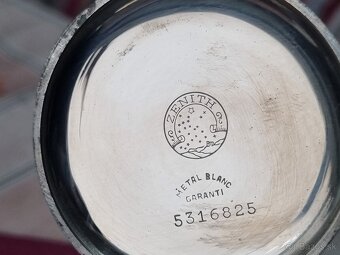 ZENITH
METAL BLANC
GARANTI
5316825